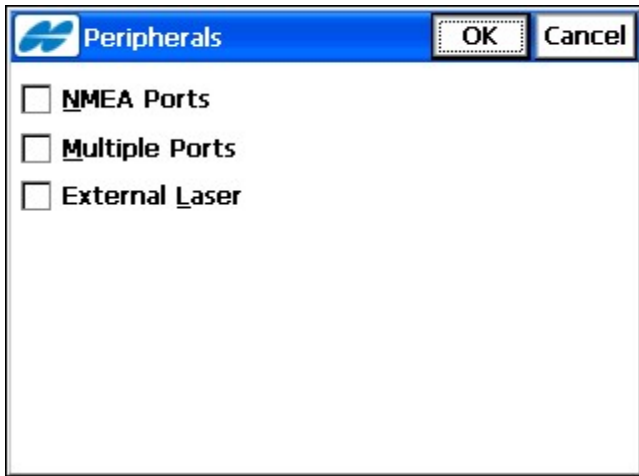 Peripherals OK Cancel
NMEA Ports
Multiple Ports
External Laser